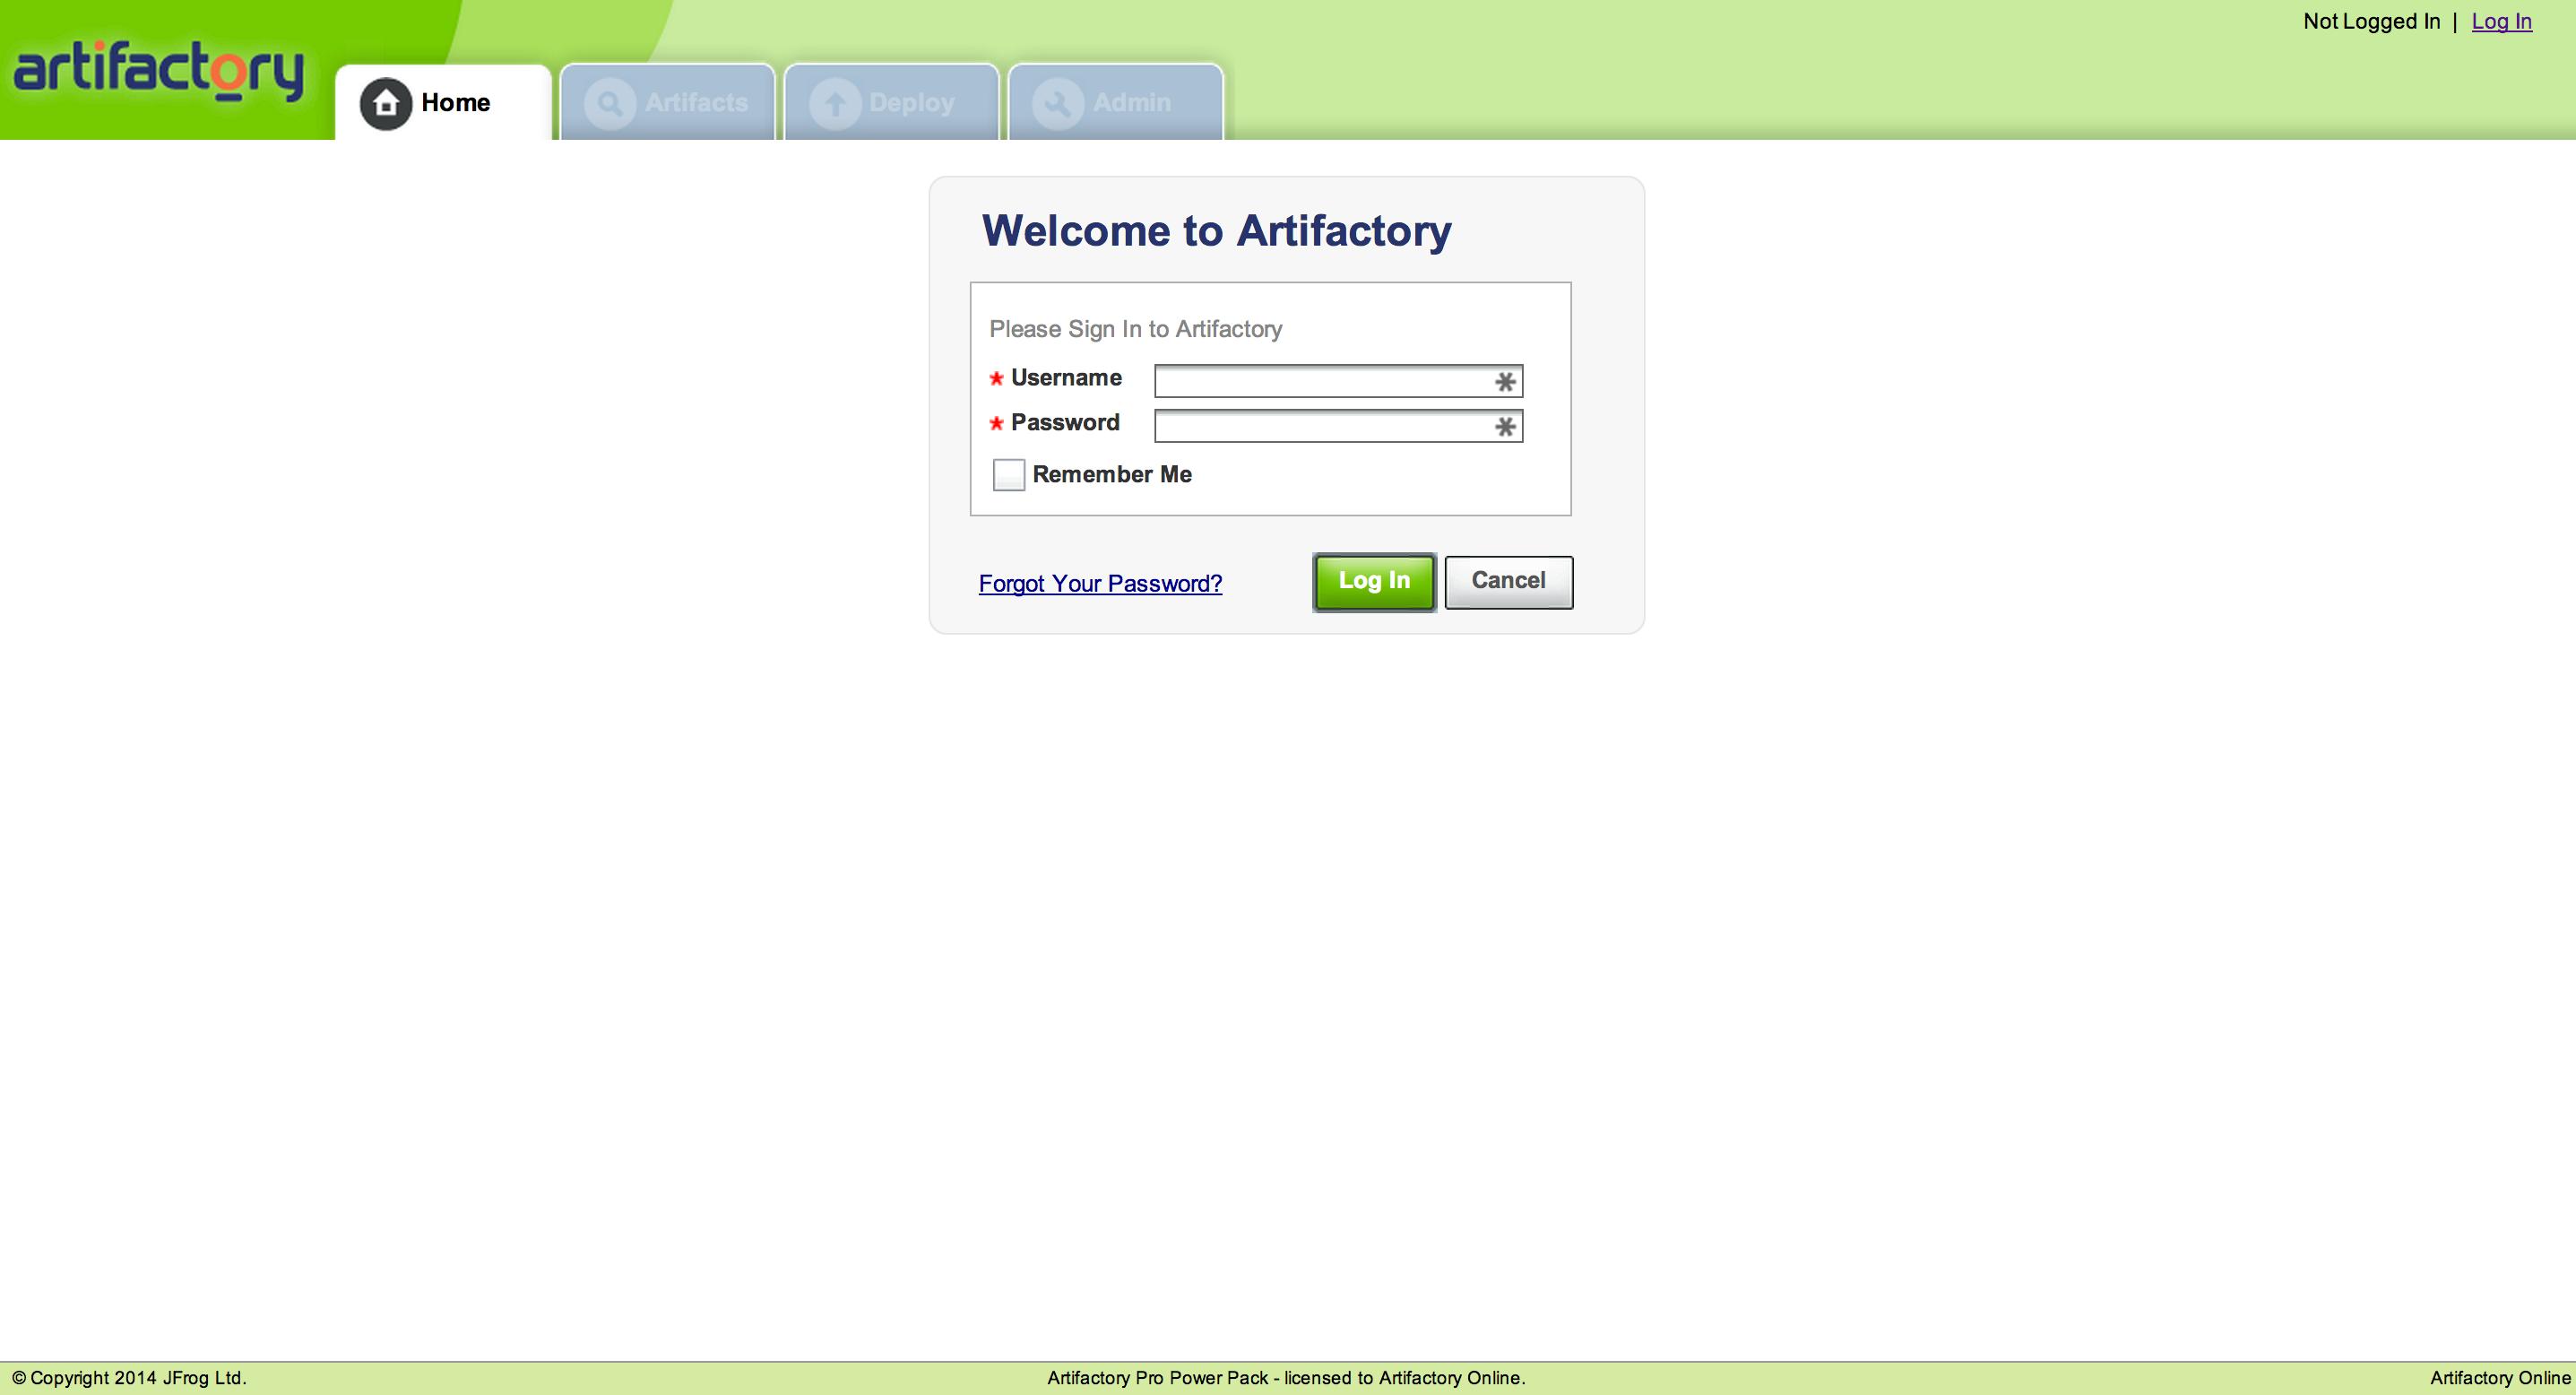 Not Logged In | Log In
artifactory
Home
Artifacts
Deploy
Admin
Welcome to Artifactory
Please Sign In to Artifactory
* Username
* Password
Remember Me
Forgot Your Password?
Log In
Cancel
© Copyright 2014 JFrog Ltd.
Artifactory Pro Power Pack - licensed to Artifactory Online.
Artifactory Online